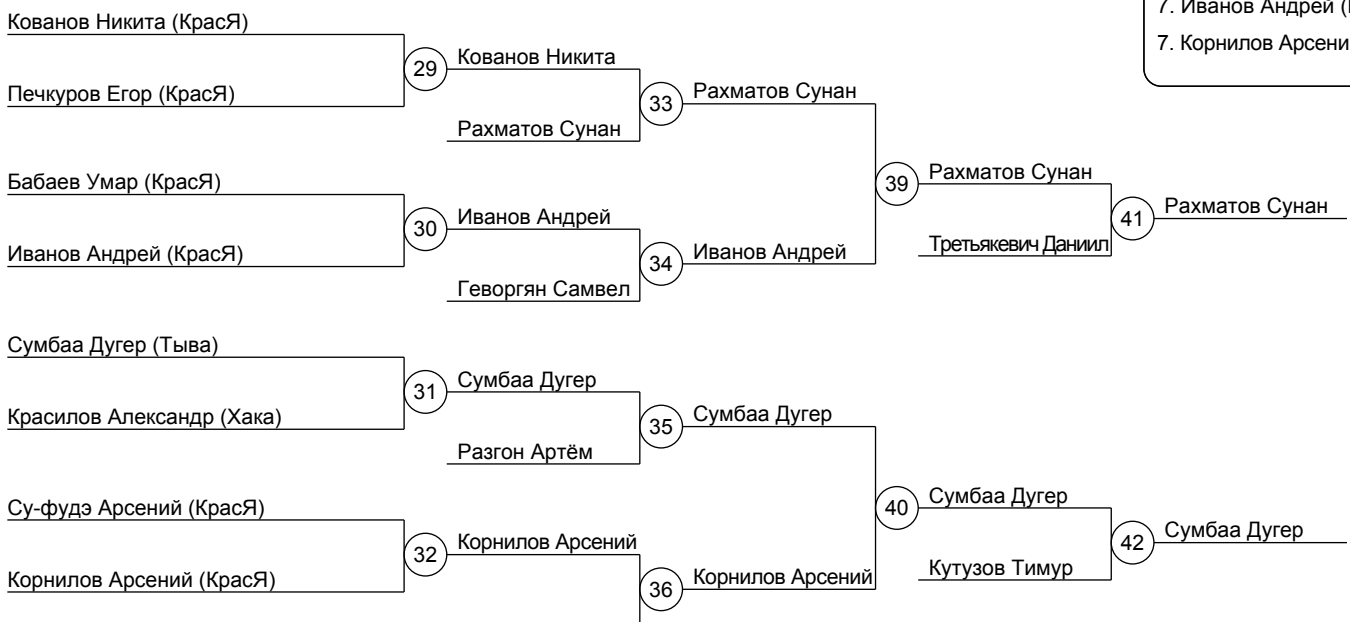 7. Иванов Андрей
7. Корнилов
Кованов Никита (КрасЯ)
29
Кованов Никита
Печкуров Егор (КрасЯ)
33
Рахматов Сунан
Рахматов Сунан
Бабаев Умар (КрасЯ)
39
Рахматов Сунан
30
Иванов Андрей
41
Рахматов Сунан
Иванов Андрей (КрасЯ)
34
Иванов Андрей
Третьякевич Даниил
Геворгян Самвел
Сумбаа Дугер (Тыва)
31
Сумбаа Дугер
Красилов Александр (Хака)
35
Сумбаа Дугер
Разгон Артём
Су-фудэ Арсений (КрасЯ)
40
Сумбаа Дугер
32
Корнилов Арсений
42
Сумбаа Дугер
Корнилов Арсений (КрасЯ)
36
Корнилов Арсений
Кутузов Тимур